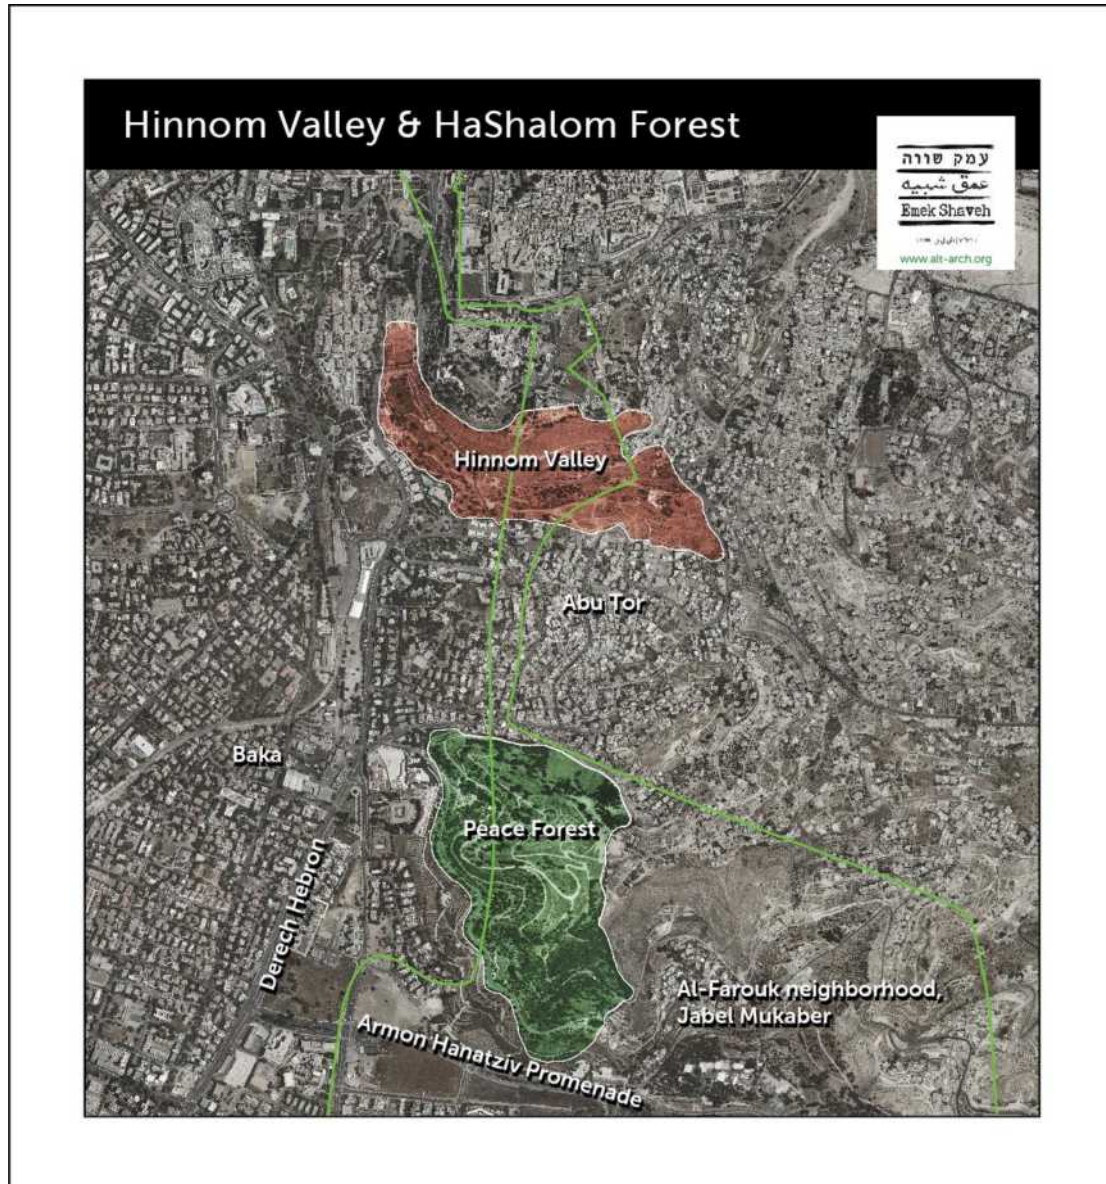 Hinnom Valley & HaShalom Forest
עמק שווה
عمق شبيه
Emek Shaveh
www.alt-arch.org
Hinnom Valley
Abu Tor
Baka
Peace Forest
Derech Hebron
Al-Farouk neighborhood,
Jabel Mukaber
Armon Hanatziv Promenade